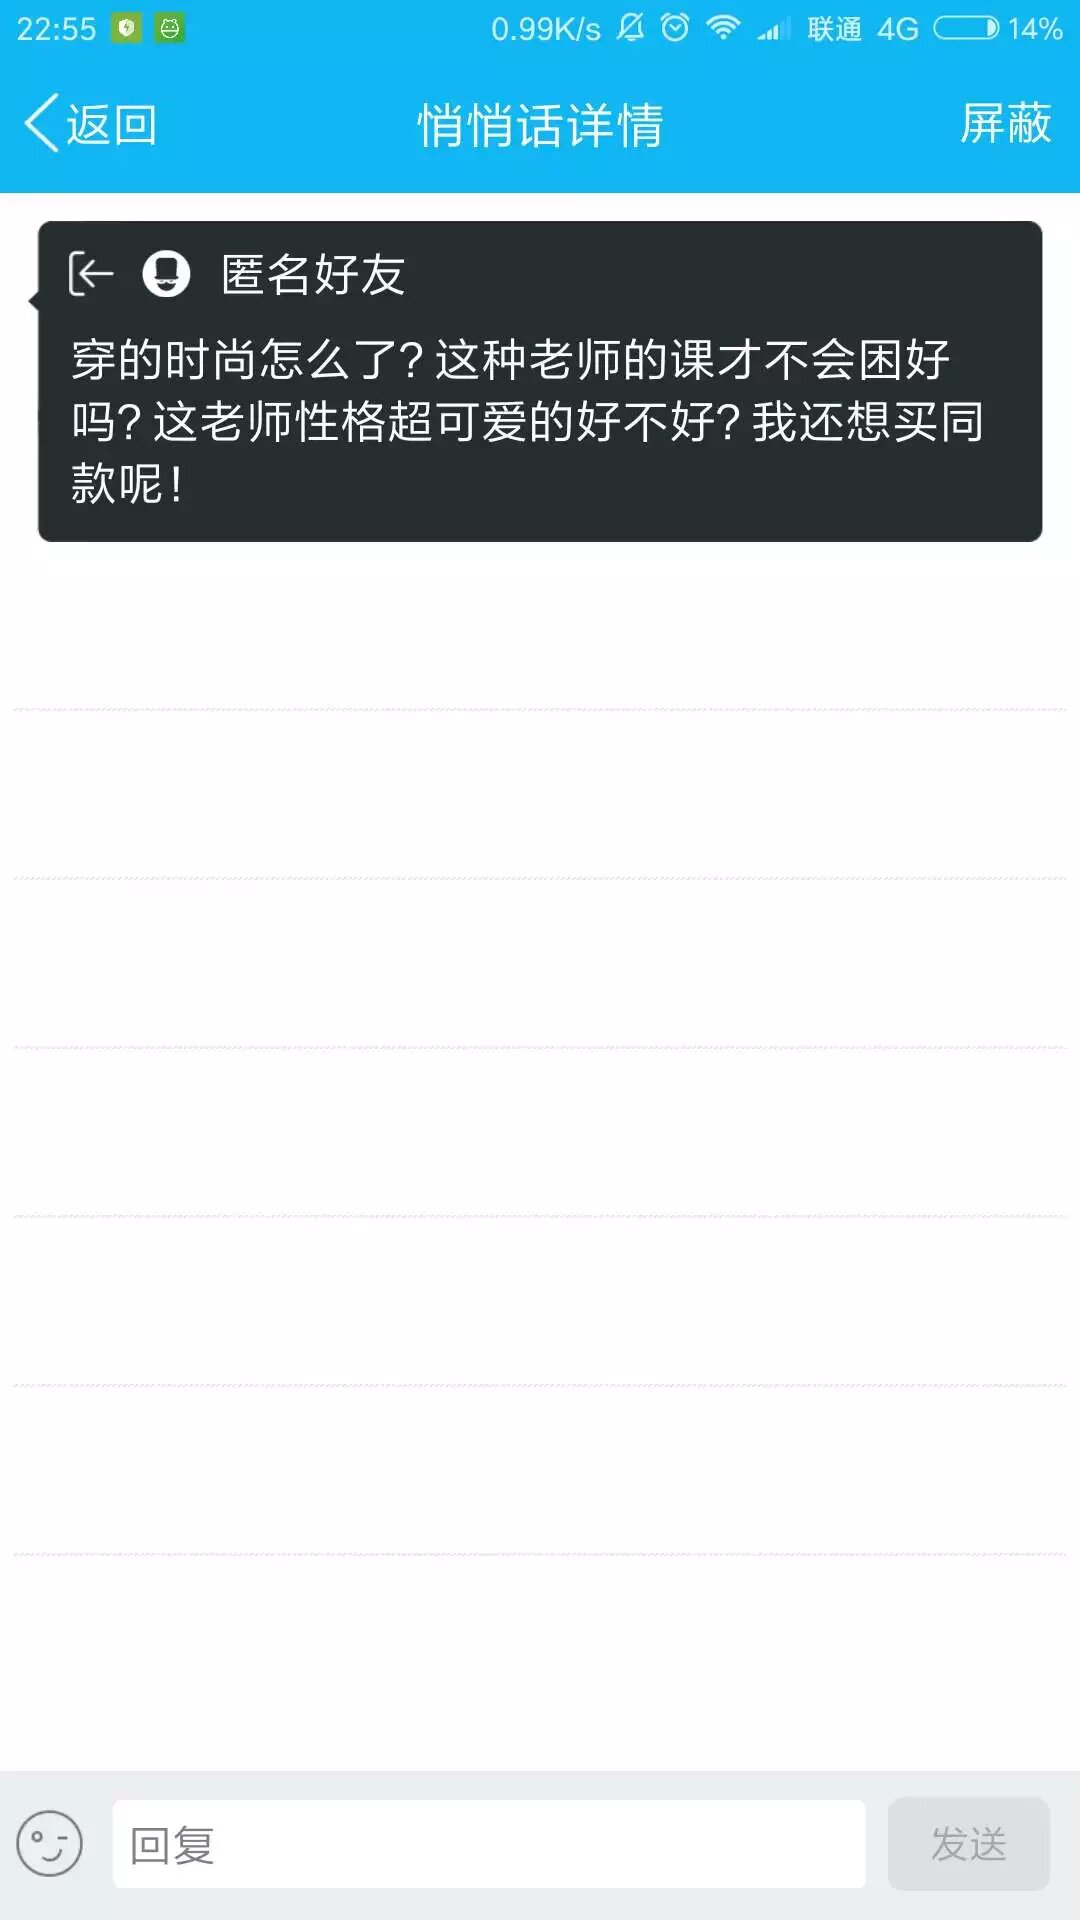 22:55 0.99K/s 联通 4G 14%
返回 悄悄话详情 屏蔽
匿名好友
穿的时尚怎么了？这种老师的课才不会困好
吗？这老师性格超可爱的好不好？我还想买同
款呢！
回复 发送